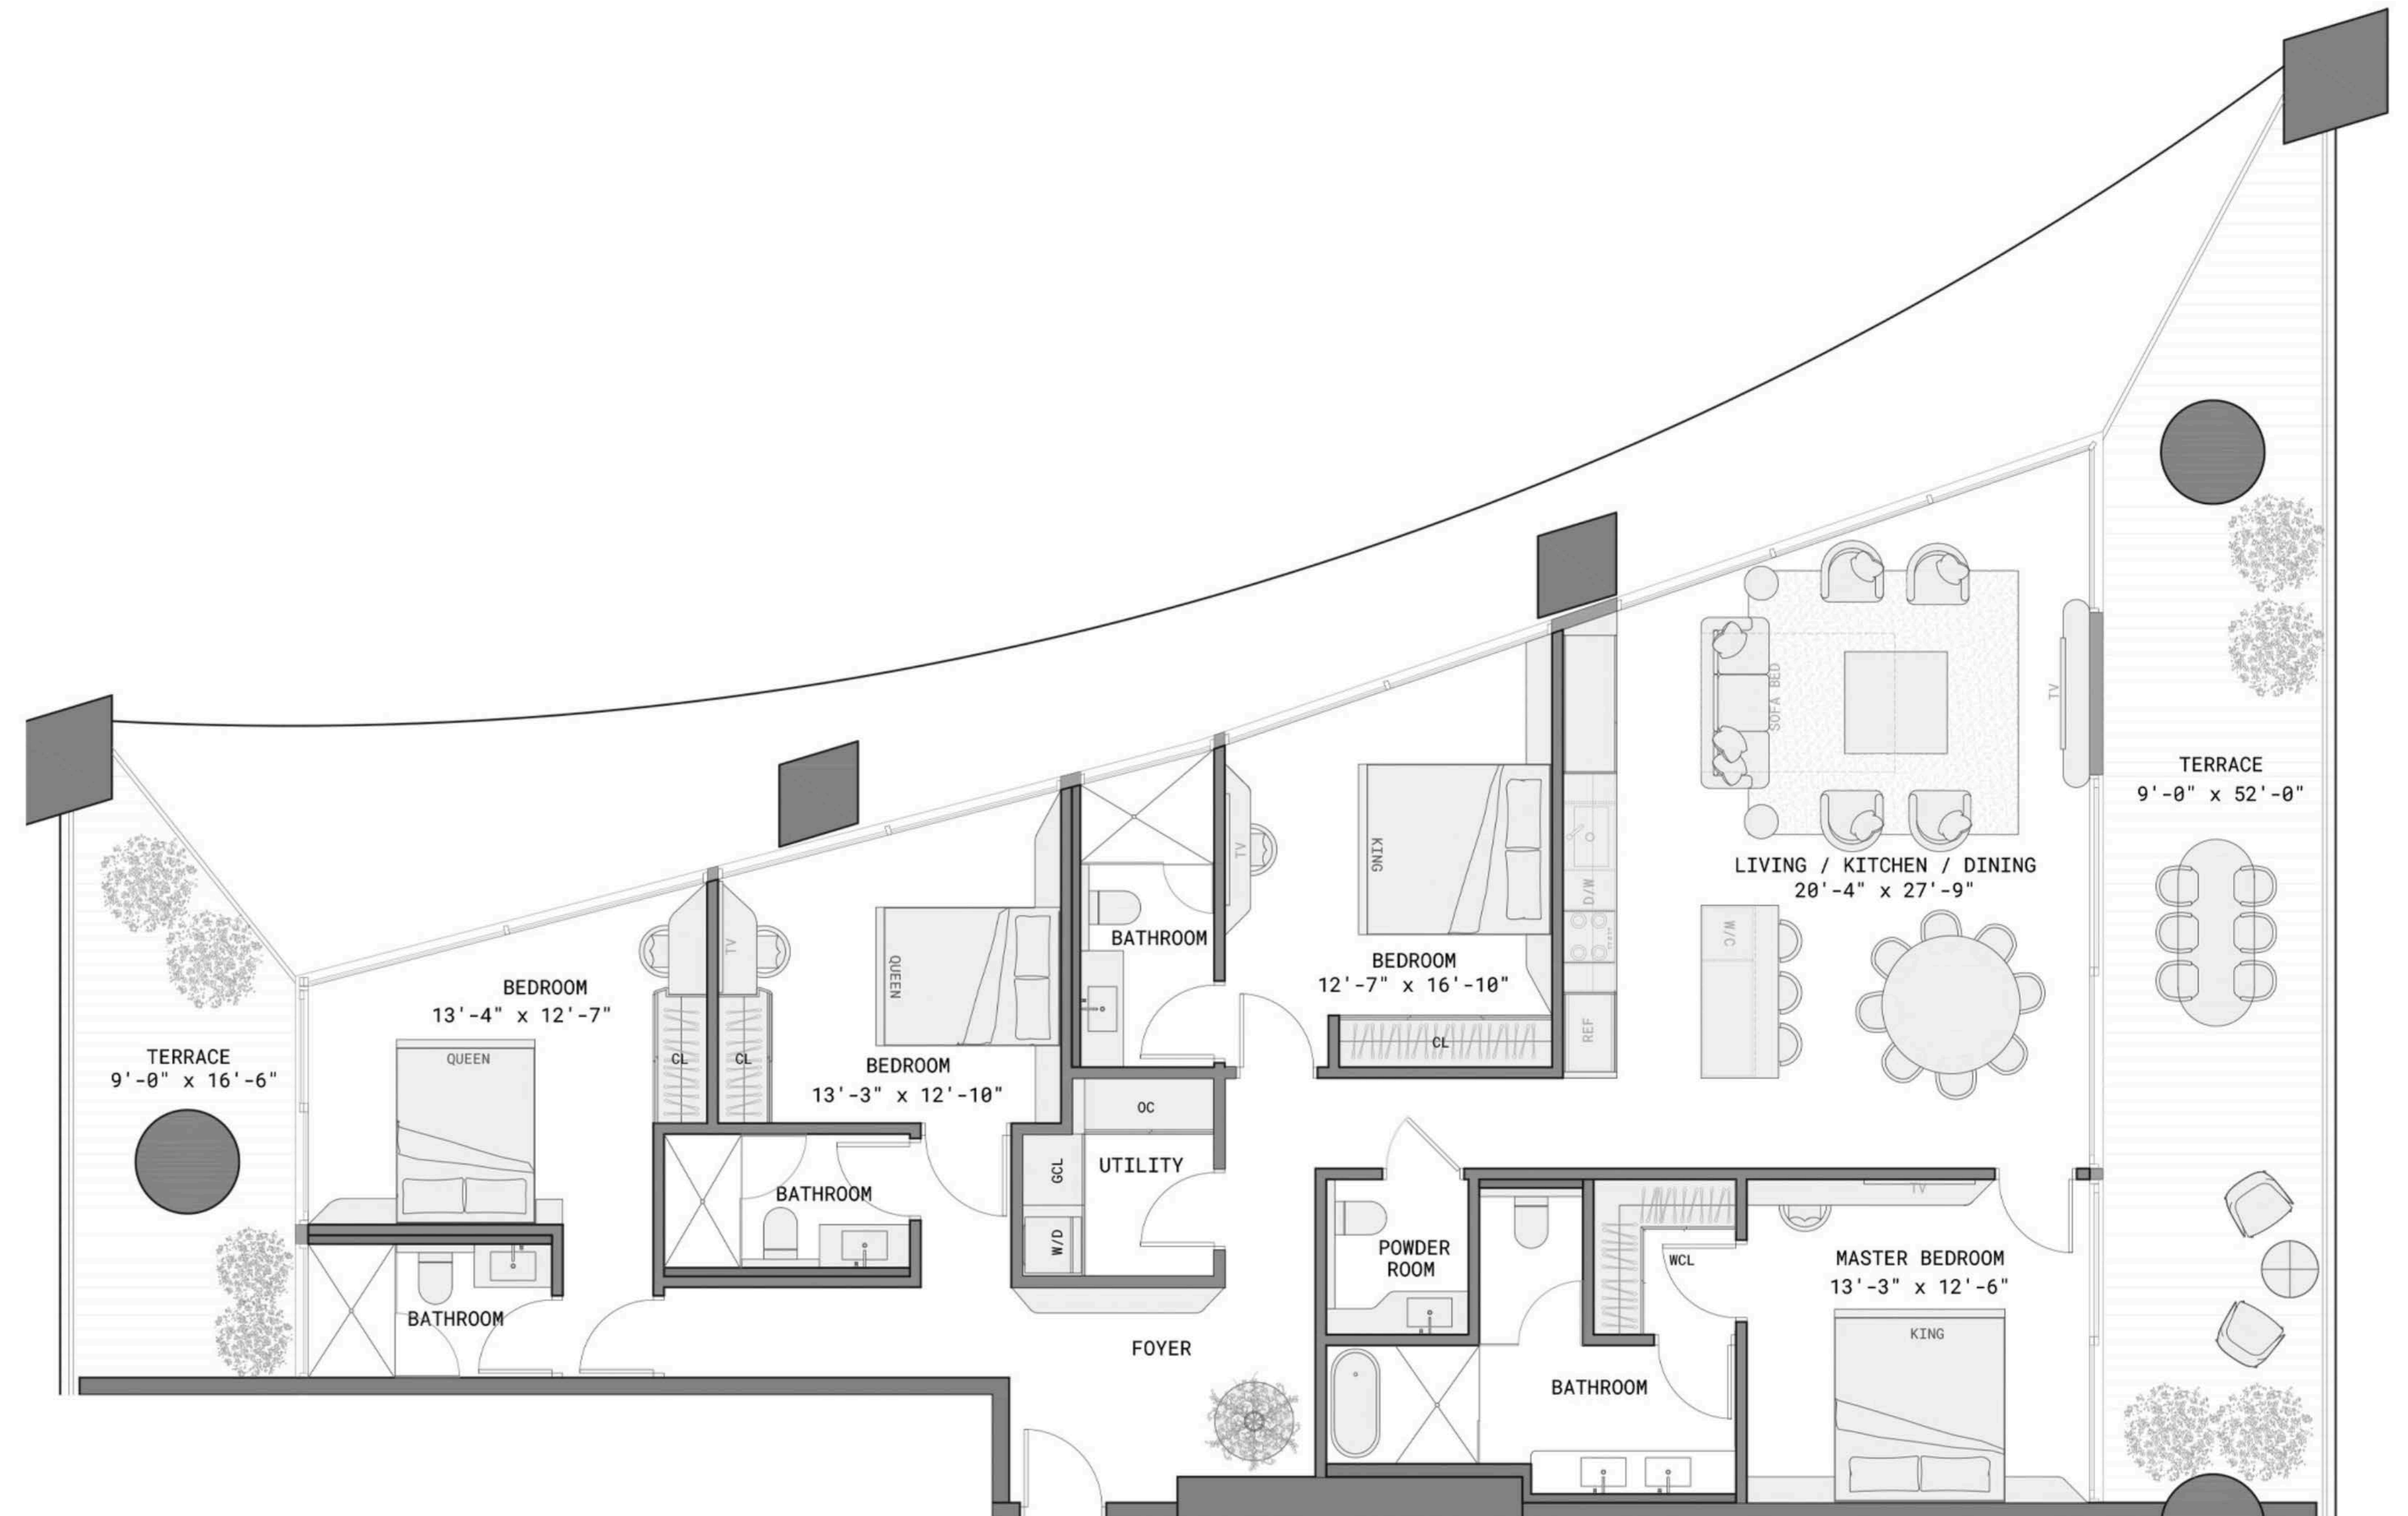 TERRACE
9'-0" x 16'-6"
BEDROOM
13'-4" x 12'-7"
QUEEN
BATHROOM
CL
CL
TV
QUEEN
BEDROOM
13'-3" x 12'-10"
BATHROOM
BATHROOM
OC
GCL
UTILITY
W/D
FOYER
TV
KING
BEDROOM
12'-7" x 16'-10"
CL
D/W
REF
SOFA BED
TV
LIVING / KITCHEN / DINING
20'-4" x 27'-9"
W/C
TERRACE
9'-0" x 52'-0"
POWDER
ROOM
WCL
BATHROOM
TV
MASTER BEDROOM
13'-3" x 12'-6"
KING